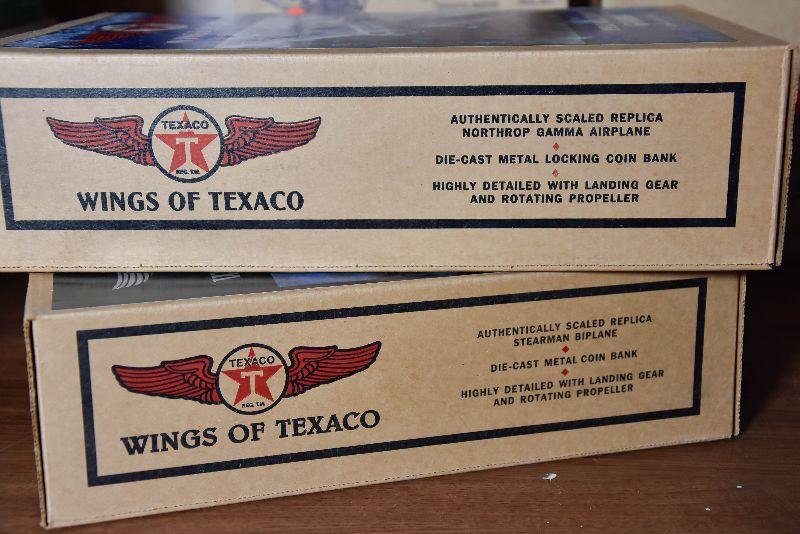 TEXACO
T
REG. T.M.
WINGS OF TEXACO
AUTHENTICALLY SCALED REPLICA
NORTHROP GAMMA AIRPLANE
DIE-CAST METAL LOCKING COIN BANK
HIGHLY DETAILED WITH LANDING GEAR
AND ROTATING PROPELLER
TEXACO
T
REG. T.M.
WINGS OF TEXACO
AUTHENTICALLY SCALED REPLICA
STEARMAN BIPLANE
DIE-CAST METAL COIN BANK
HIGHLY DETAILED WITH LANDING GEAR
AND ROTATING PROPELLER